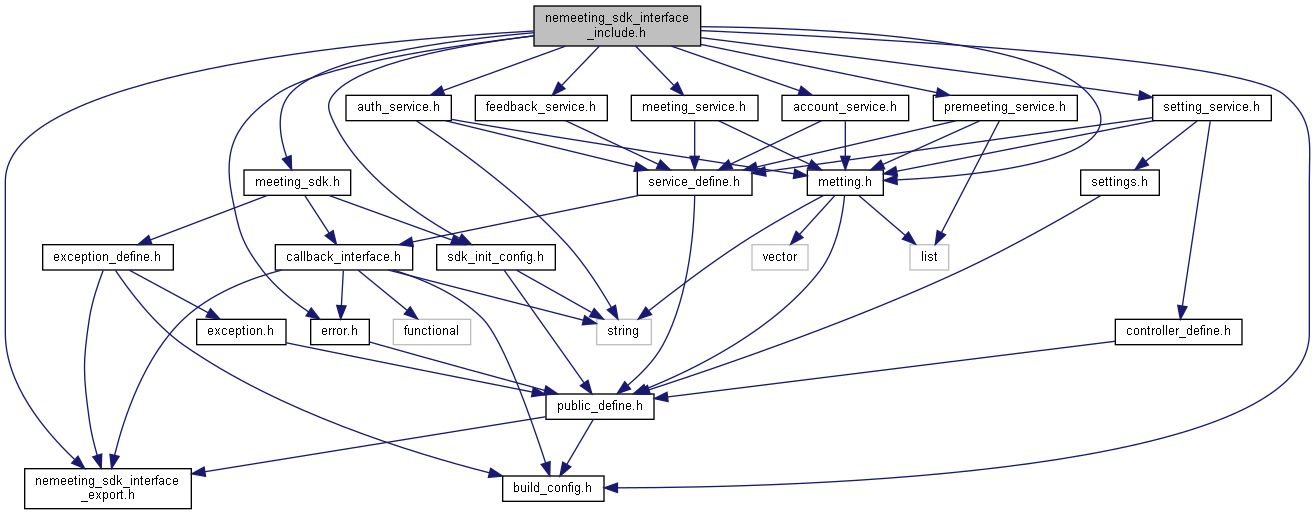 nemeeting_sdk_interface
_include.h
auth_service.h
feedback_service.h
meeting_service.h
account_service.h
premeeting_service.h
setting_service.h
meeting_sdk.h
service_define.h
metting.h
settings.h
exception_define.h
callback_interface.h
sdk_init_config.h
vector
list
exception.h
error.h
functional
string
controller_define.h
public_define.h
nemeeting_sdk_interface
_export.h
build_config.h